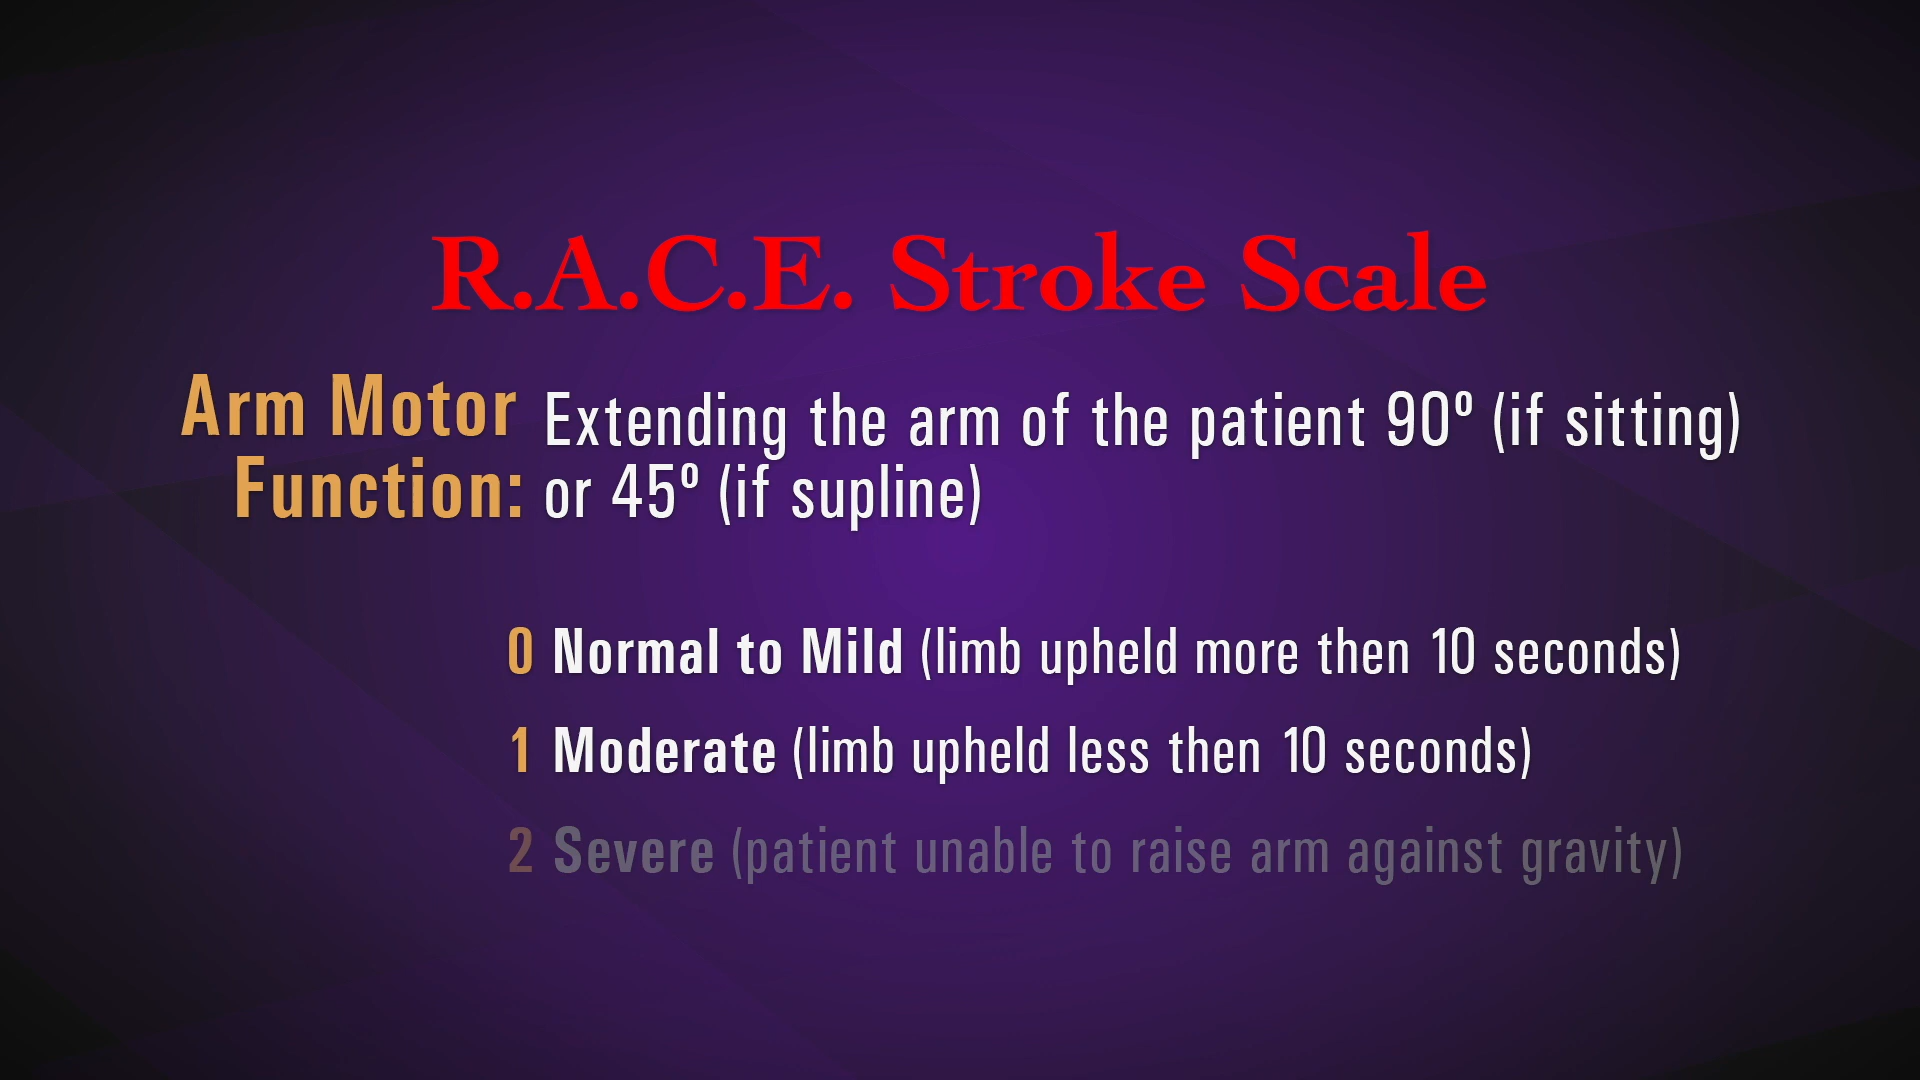 R.A.C.E. Stroke Scale
Arm Motor
Function:
Extending the arm of the patient 90º (if sitting)
or 45º (if supline)
0 Normal to Mild (limb upheld more then 10 seconds)
1 Moderate (limb upheld less then 10 seconds)
2 Severe (patient unable to raise arm against gravity)